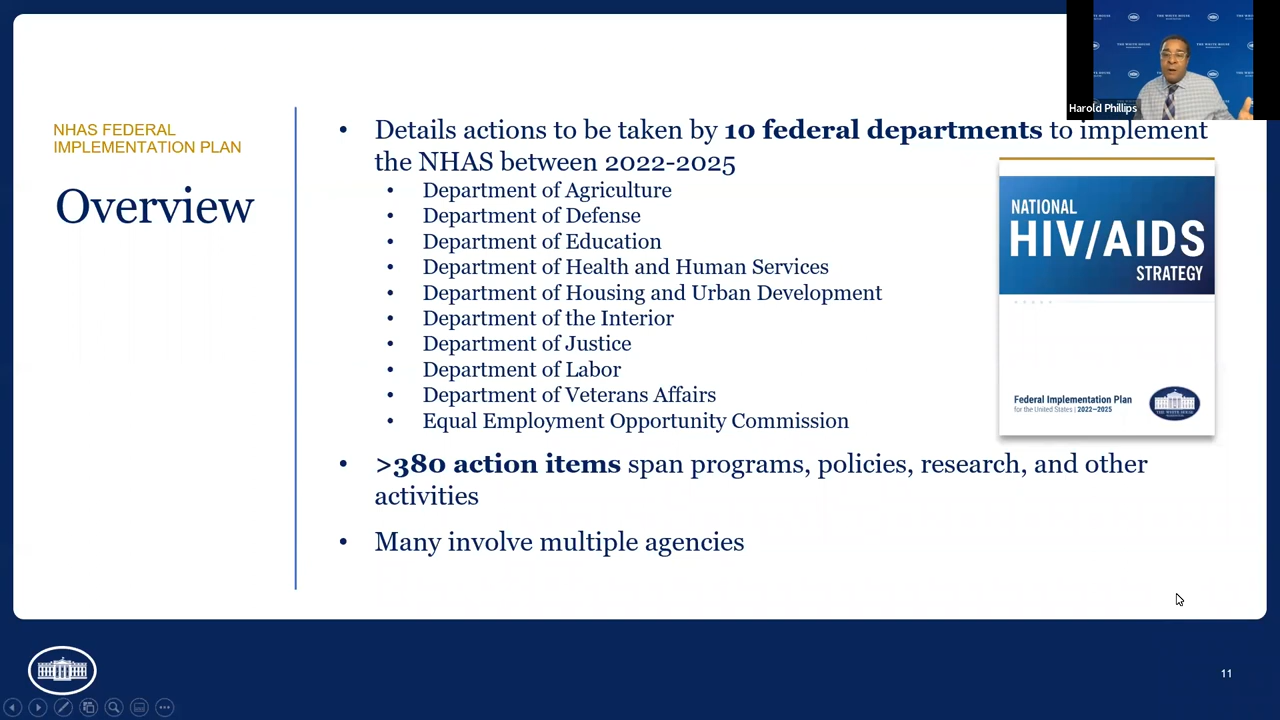 THE WHITE HOUSE
Harold Phillips
NHAS FEDERAL
IMPLEMENTATION PLAN
Overview
• Details actions to be taken by 10 federal departments to implement
the NHAS between 2022-2025
• Department of Agriculture
• Department of Defense
• Department of Education
• Department of Health and Human Services
• Department of Housing and Urban Development
• Department of the Interior
• Department of Justice
• Department of Labor
• Department of Veterans Affairs
• Equal Employment Opportunity Commission
• >380 action items span programs, policies, research, and other
activities
• Many involve multiple agencies
NATIONAL
HIV/AIDS
STRATEGY
Federal Implementation Plan
for the United States | 2022–2025
11